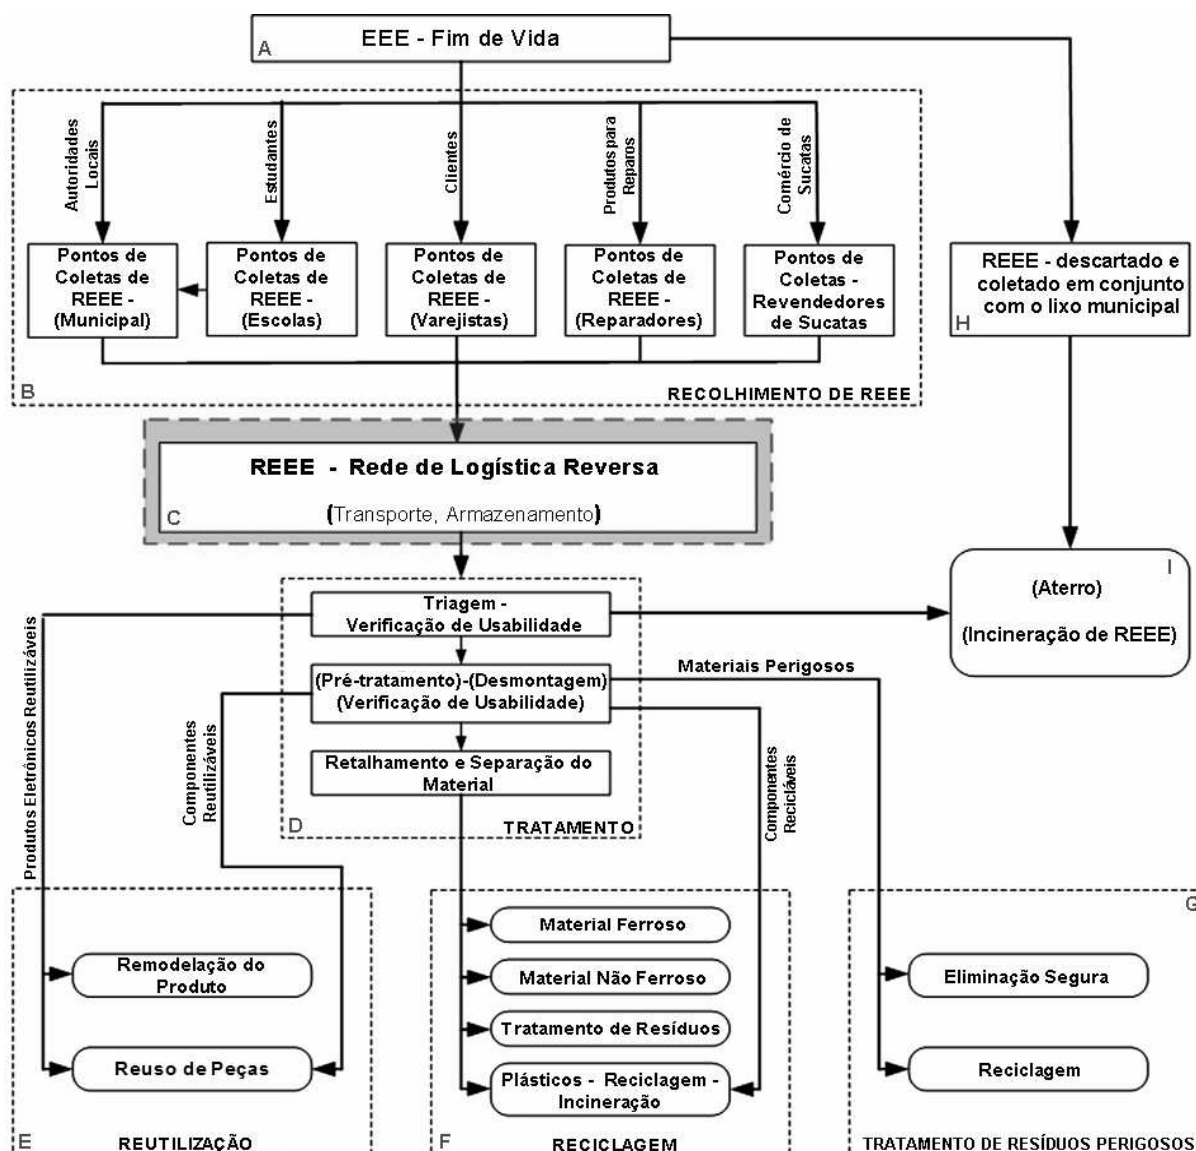 EEE - Fim de Vida
A
Autoridades
Locais
Estudantes
Clientes
Produtos para
Reparos
Comércio de
Sucatas
Pontos de
Coletas de
REEE -
(Municipal)
Pontos de
Coletas de
REEE -
(Escolas)
Pontos de
Coletas de
REEE -
(Varejistas)
Pontos de
Coletas de
REEE -
(Reparadores)
Pontos de
Coletas -
Revendedores
de Sucatas
REEE - descartado e
coletado em conjunto
com o lixo municipal
H
B
RECOLHIMENTO DE REEE
REEE - Rede de Logística Reversa
(Transporte, Armazenamento)
C
I
(Aterro)
(Incineração de REEE)
Triagem -
Verificação de Usabilidade
(Pré-tratamento)-(Desmontagem)
(Verificação de Usabilidade)
Retalhamento e Separação do
Material
D
TRATAMENTO
Materiais Perigosos
Produtos Eletrônicos Reutilizáveis
Componentes
Reutilizáveis
Componentes
Recicláveis
Remodelação do
Produto
Reuso de Peças
E
REUTILIZAÇÃO
Material Ferroso
Material Não Ferroso
Tratamento de Resíduos
Plásticos - Reciclagem -
Incineração
F
RECICLAGEM
G
Eliminação Segura
Reciclagem
TRATAMENTO DE RESÍDUOS PERIGOSOS